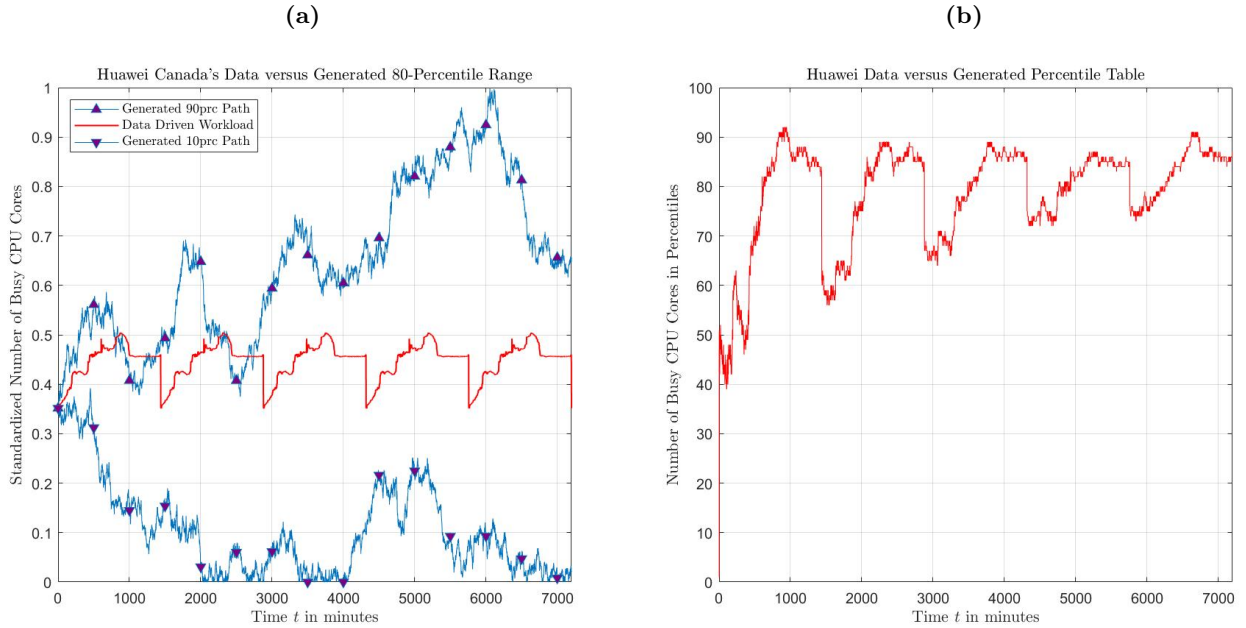 (a)
Huawei Canada's Data versus Generated 80-Percentile Range
Standardized Number of Busy CPU Cores
1
0.9
0.8
0.7
0.6
0.5
0.4
0.3
0.2
0.1
0
Generated 90prc Path
Data Driven Workload
Generated 10prc Path
0 1000 2000 3000 4000 5000 6000 7000
Time t in minutes
(b)
Huawei Data versus Generated Percentile Table
Number of Busy CPU Cores in Percentiles
100
90
80
70
60
50
40
30
20
10
0
0 1000 2000 3000 4000 5000 6000 7000
Time t in minutes